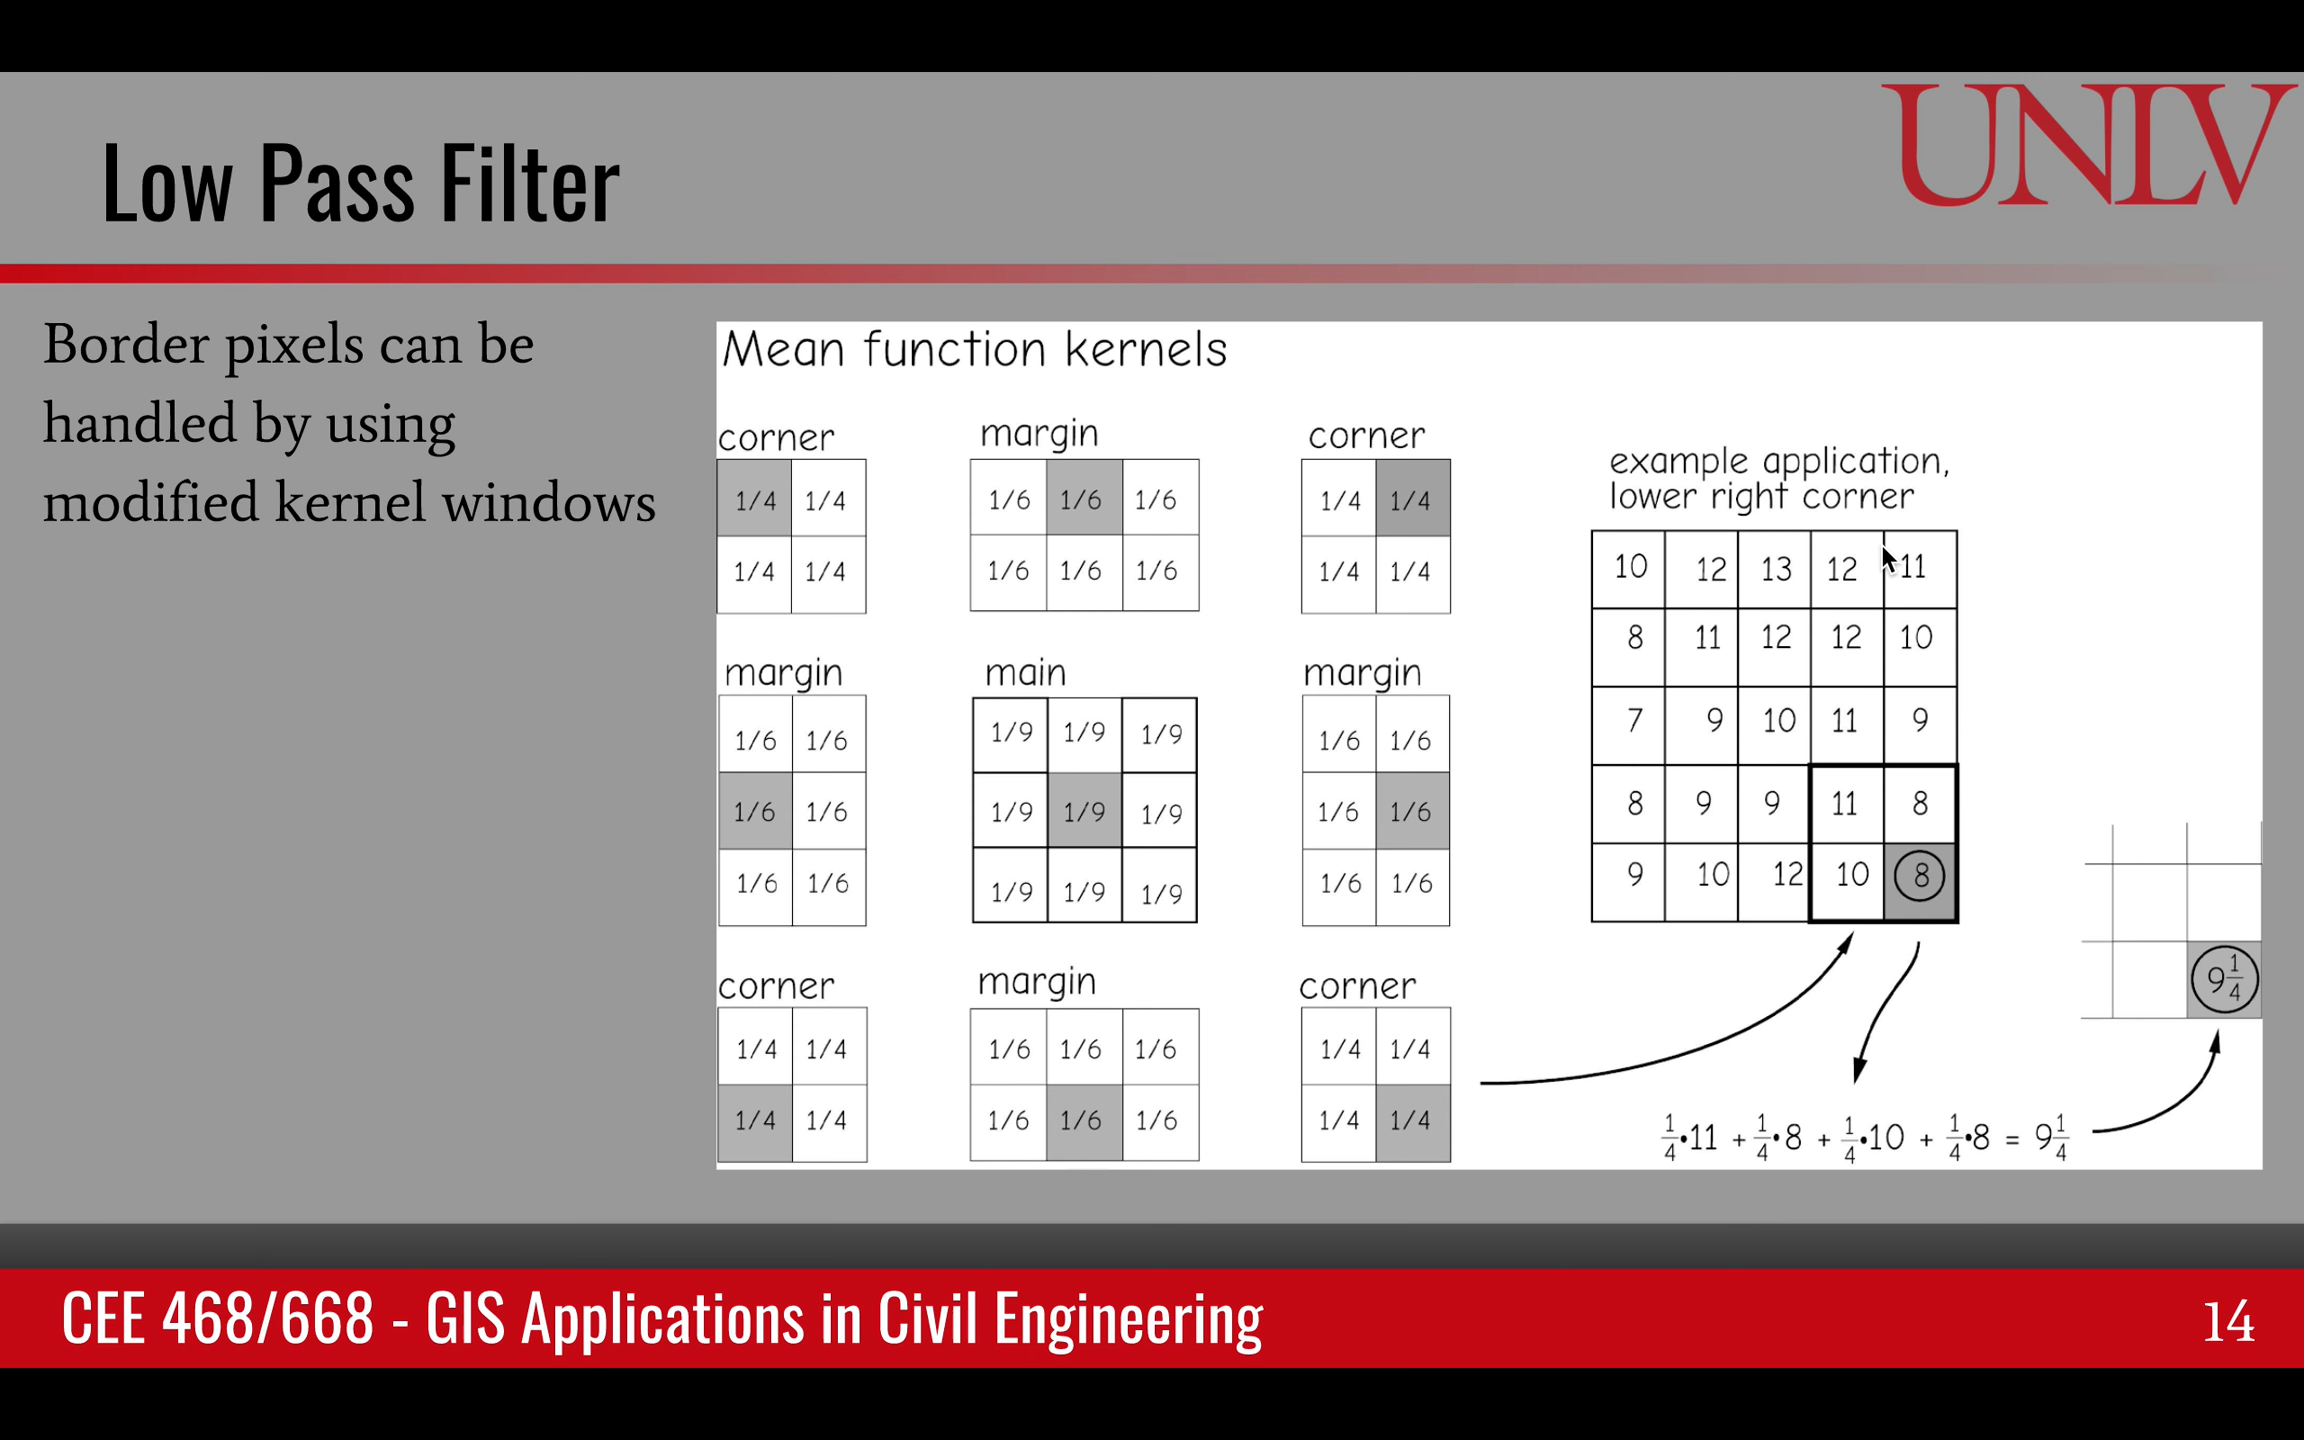 UNLV
Low Pass Filter
Border pixels can be
handled by using
modified kernel windows
Mean function kernels
corner
1/4 1/4
1/4 1/4
margin
1/6 1/6 1/6
1/6 1/6 1/6
corner
1/4 1/4
1/4 1/4
margin
1/6 1/6
1/6 1/6
1/6 1/6
main
1/9 1/9 1/9
1/9 1/9 1/9
1/9 1/9 1/9
margin
1/6 1/6
1/6 1/6
1/6 1/6
corner
1/4 1/4
1/4 1/4
margin
1/6 1/6 1/6
1/6 1/6 1/6
corner
1/4 1/4
1/4 1/4
example application,
lower right corner
10 12 13 12 11
8 11 12 12 10
7 9 10 11 9
8 9 9 11 8
9 10 12 10 8
9 1/4
1/4•11 + 1/4•8 + 1/4•10 + 1/4•8 = 9 1/4
CEE 468/668 - GIS Applications in Civil Engineering
14